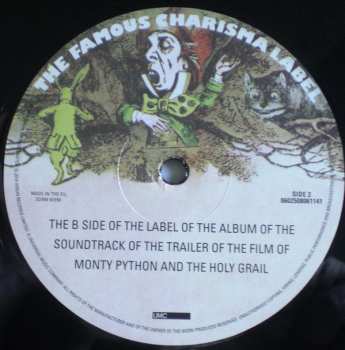 THE FAMOUS CHARISMA LABEL
MADE IN THE EU.
SIDE 2
0602508061141
THE B SIDE OF THE LABEL OF THE ALBUM OF THE
SOUNDTRACK OF THE TRAILER OF THE FILM OF
MONTY PYTHON AND THE HOLY GRAIL
UMC